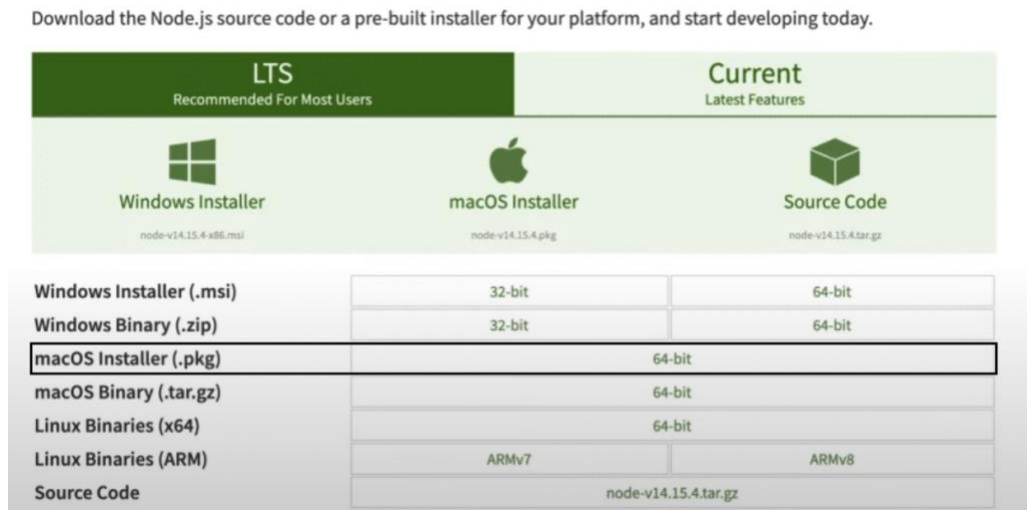 Download the Node.js source code or a pre-built installer for your platform, and start developing today.
LTS
Recommended For Most Users
Current
Latest Features
Windows Installer
node-v14.15.4-x86.msi
macOS Installer
node-v14.15.4.pkg
Source Code
node-v14.15.4.tar.gz
Windows Installer (.msi) 32-bit 64-bit
Windows Binary (.zip) 32-bit 64-bit
macOS Installer (.pkg) 64-bit
macOS Binary (.tar.gz) 64-bit
Linux Binaries (x64) 64-bit
Linux Binaries (ARM) ARMv7 ARMv8
Source Code node-v14.15.4.tar.gz